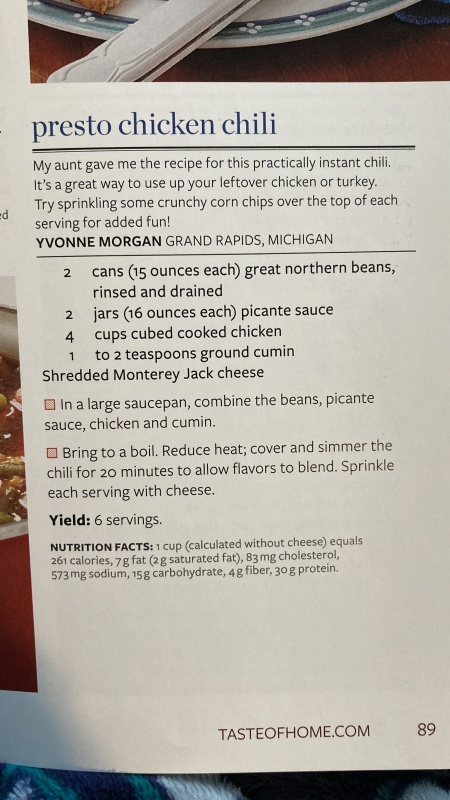 presto chicken chili
My aunt gave me the recipe for this practically instant chili.
It's a great way to use up your leftover chicken or turkey.
Try sprinkling some crunchy corn chips over the top of each
serving for added fun!
YVONNE MORGAN GRAND RAPIDS, MICHIGAN
2 cans (15 ounces each) great northern beans,
rinsed and drained
2 jars (16 ounces each) picante sauce
4 cups cubed cooked chicken
1 to 2 teaspoons ground cumin
Shredded Monterey Jack cheese
In a large saucepan, combine the beans, picante
sauce, chicken and cumin.
Bring to a boil. Reduce heat; cover and simmer the
chili for 20 minutes to allow flavors to blend. Sprinkle
each serving with cheese.
Yield: 6 servings.
NUTRITION FACTS: 1 cup (calculated without cheese) equals
261 calories, 7 g fat (2 g saturated fat), 83 mg cholesterol,
573 mg sodium, 15 g carbohydrate, 4 g fiber, 30 g protein.
TASTEOFHOME.COM 89